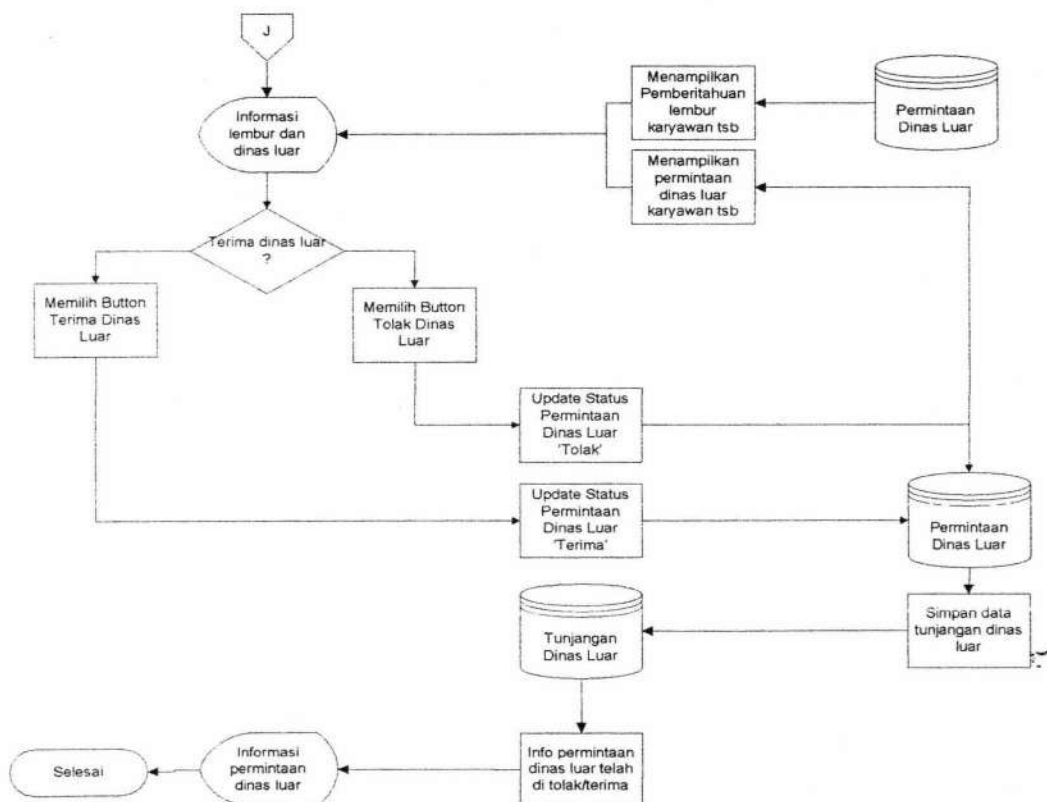 J
Informasi
lembur dan
dinas luar
Menampilkan
Pemberitahuan
lembur
karyawan tsb
Permintaan
Dinas Luar
Menampilkan
permintaan
dinas luar
karyawan tsb
Terima dinas luar
?
Memilih Button
Terima Dinas
Luar
Memilih Button
Tolak Dinas
Luar
Update Status
Permintaan
Dinas Luar
'Tolak'
Update Status
Permintaan
Dinas Luar
'Terima'
Permintaan
Dinas Luar
Simpan data
tunjangan dinas
luar
Tunjangan
Dinas Luar
Info permintaan
dinas luar telah
di tolak/terima
Informasi
permintaan
dinas luar
Selesai